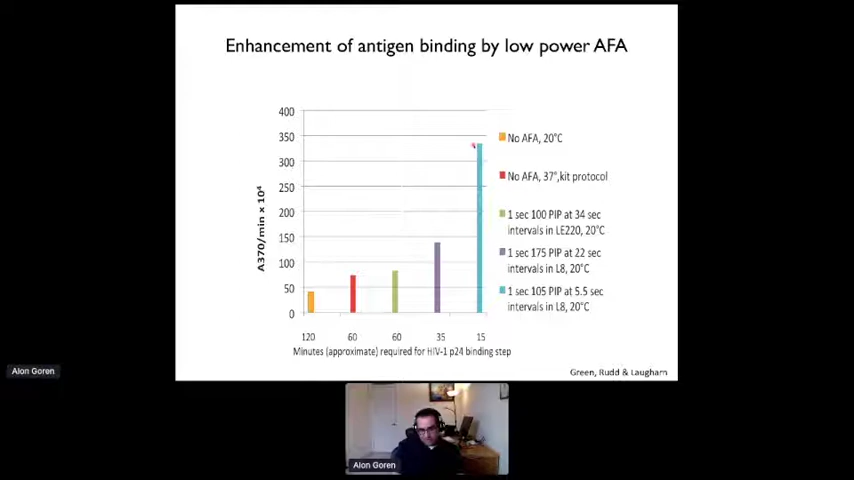 Enhancement of antigen binding by low power AFA
400
350
300
250
200
150
100
50
0
A370/min x 10⁴
120 60 60 35 15
Minutes (approximate) required for HIV-1 p24 binding step
No AFA, 20°C
No AFA, 37°,kit protocol
1 sec 100 PIP at 34 sec
intervals in LE220, 20°C
1 sec 175 PIP at 22 sec
intervals in L8, 20°C
1 sec 105 PIP at 5.5 sec
intervals in L8, 20°C
Green, Rudd & Laugham
Alon Goren
Alon Goren